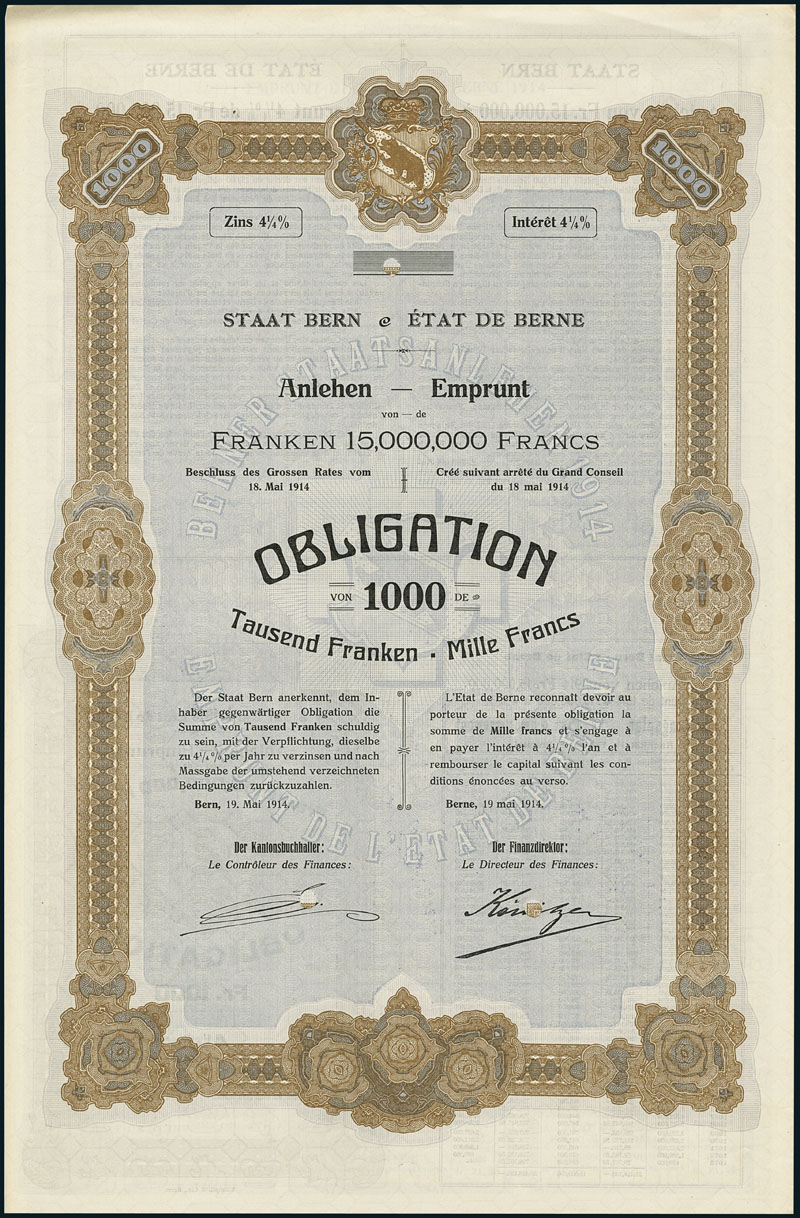 STAAT BERN
ÉTAT DE BERNE
1000
1000
Zins 4¼%
Intérêt 4¼%
STAAT BERN ÉTAT DE BERNE
BERNER STAATSANLEIHEN 1914
Anlehen — Emprunt
von — de
FRANKEN 15,000,000 FRANCS
Beschluss des Grossen Rates vom
18. Mai 1914
Créé suivant arrêté du Grand Conseil
du 18 mai 1914
OBLIGATION
VON 1000 DE
Tausend Franken . Mille Francs
Der Staat Bern anerkennt, dem In-
haber gegenwärtiger Obligation die
Summe von Tausend Franken schuldig
zu sein, mit der Verpflichtung, dieselbe
zu 4¼% per Jahr zu verzinsen und nach
Massgabe der umstehend verzeichneten
Bedingungen zurückzuzahlen.
Bern, 19. Mai 1914.
L'Etat de Berne reconnaît devoir au
porteur de la présente obligation la
somme de Mille francs et s'engage à
en payer l'intérêt à 4¼% l'an et à
rembourser le capital suivant les con-
ditions énoncées au verso.
Berne, 19 mai 1914.
DE L'ÉTAT DE
Der Kantonsbuchhalter:
Le Contrôleur des Finances:
Der Finanzdirektor:
Le Directeur des Finances: